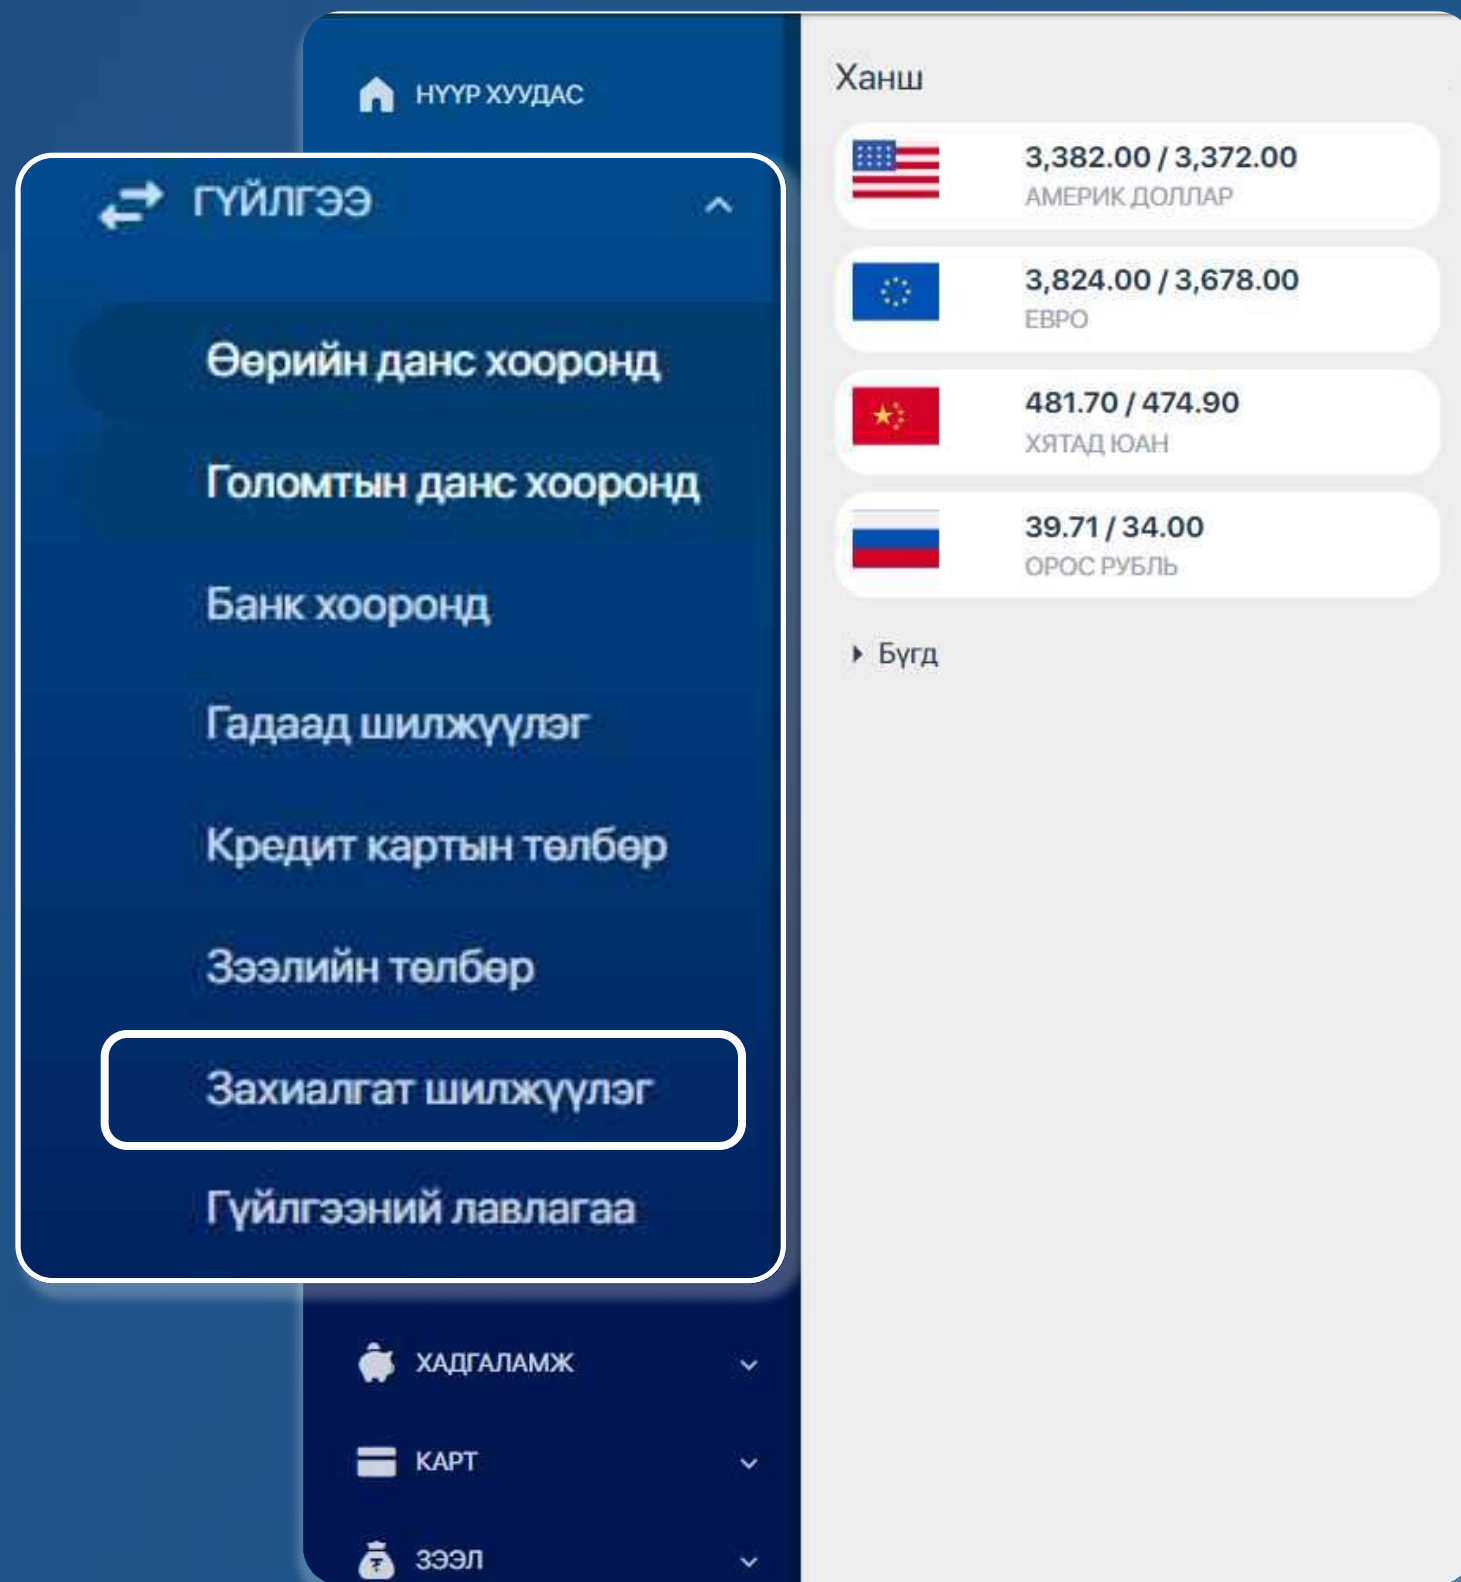 НҮҮР ХУУДАС
ГҮЙЛГЭЭ
Өөрийн данс хооронд
Голомтын данс хооронд
Банк хооронд
Гадаад шилжүүлэг
Кредит картын төлбөр
Зээлийн төлбөр
Захиалгат шилжүүлэг
Гүйлгээний лавлагаа
ХАДГАЛАМЖ
КАРТ
ЗЭЭЛ
Ханш
3,382.00 / 3,372.00
АМЕРИК ДОЛЛАР
3,824.00 / 3,678.00
ЕВРО
481.70 / 474.90
ХЯТАД ЮАН
39.71 / 34.00
ОРОС РУБЛЬ
Бүгд